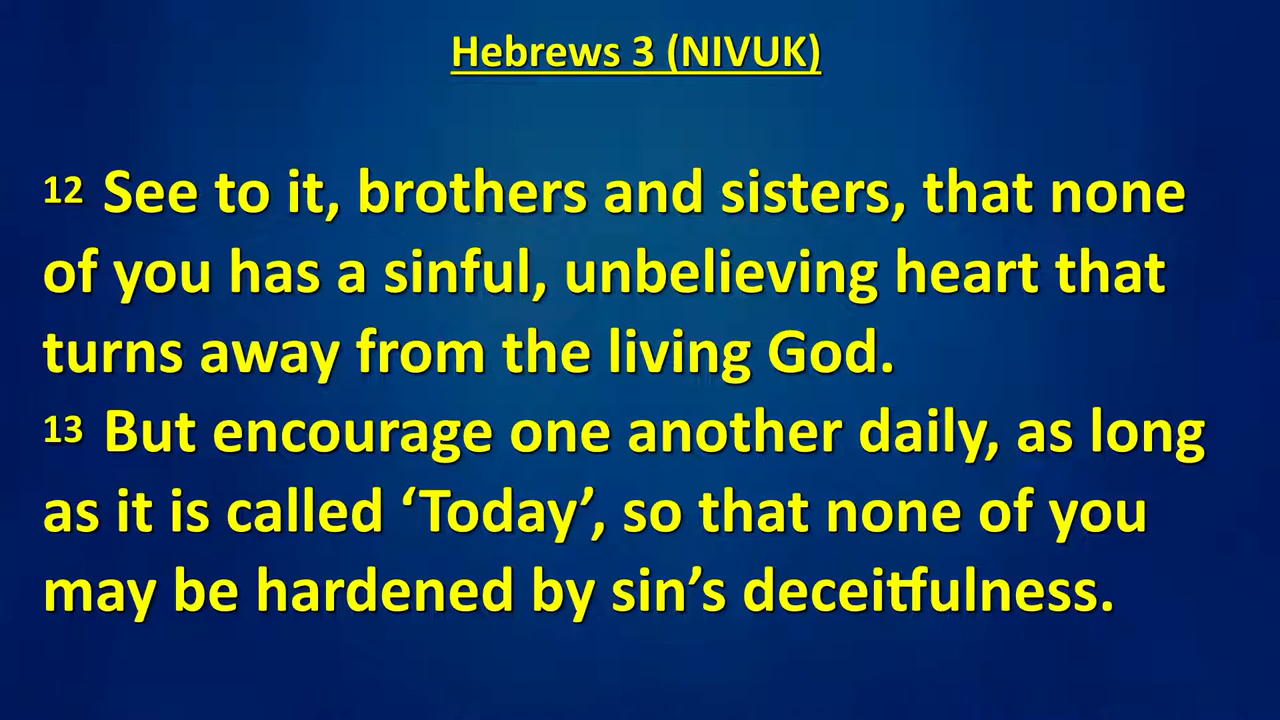 Hebrews 3 (NIVUK)
12 See to it, brothers and sisters, that none
of you has a sinful, unbelieving heart that
turns away from the living God.
13 But encourage one another daily, as long
as it is called ‘Today’, so that none of you
may be hardened by sin’s deceitfulness.